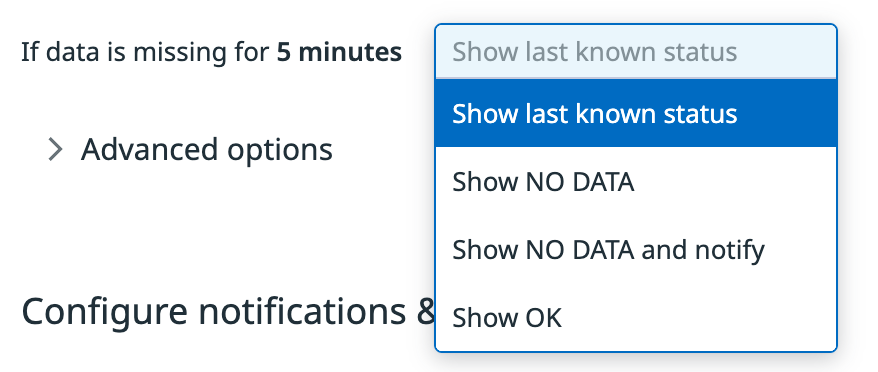 If data is missing for 5 minutes
Show last known status
Show last known status
Advanced options
Show NO DATA
Show NO DATA and notify
Configure notifications &
Show OK